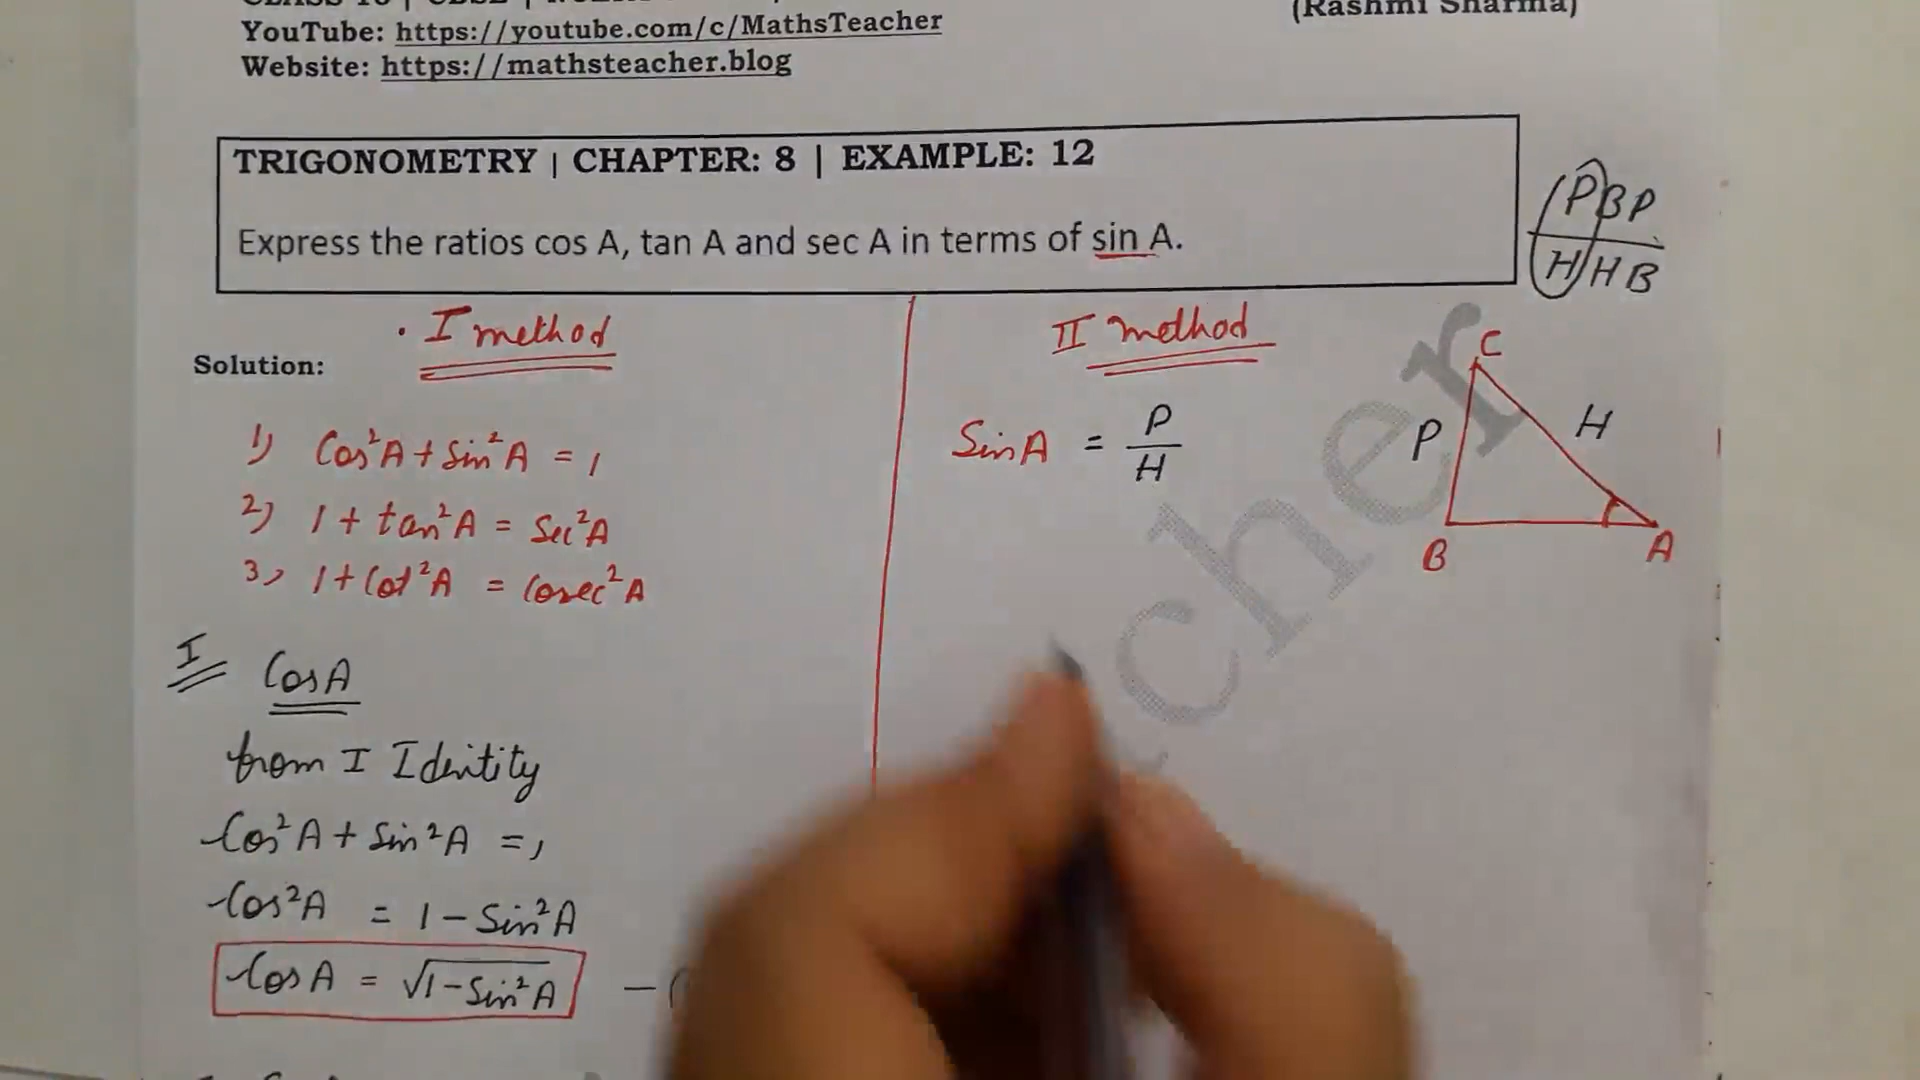 (Rashmi Sharma)
YouTube: https://youtube.com/c/MathsTeacher
Website: https://mathsteacher.blog
TRIGONOMETRY | CHAPTER: 8 | EXAMPLE: 12
Express the ratios cos A, tan A and sec A in terms of sin A.
P B P
H H B
Solution:
· I method
1) Cos²A + Sin²A = 1
2) 1 + tan²A = Sec²A
3) 1 + Cot²A = Cosec²A
I CosA
from I Identity
Cos²A + Sin²A = 1
Cos²A = 1 - Sin²A
CosA = √1-Sin²A
II method
SinA = P/H
C
P
H
B
A
cher